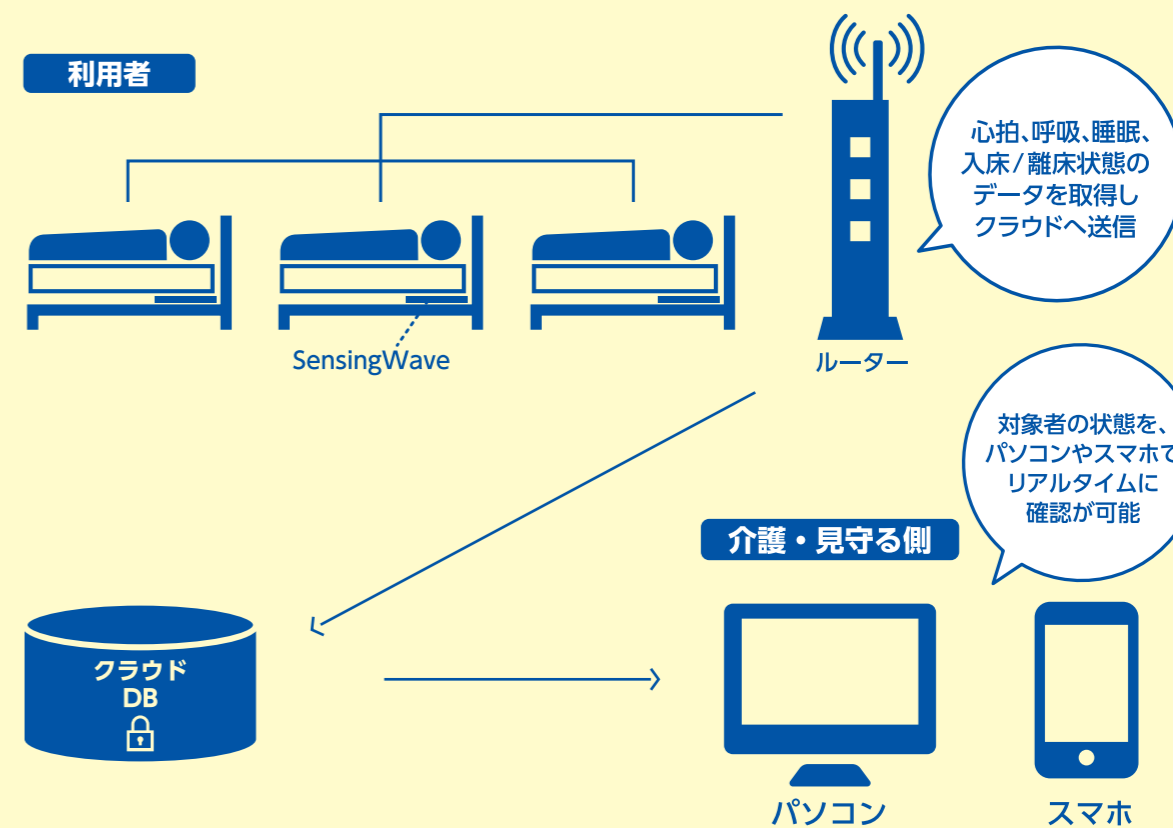 利用者
心拍、呼吸、睡眠、
入床/離床状態の
データを取得し
クラウドへ送信
SensingWave
ルーター
対象者の状態を、
パソコンやスマホで
リアルタイムに
確認が可能
介護・見守る側
クラウド
DB
パソコン
スマホ